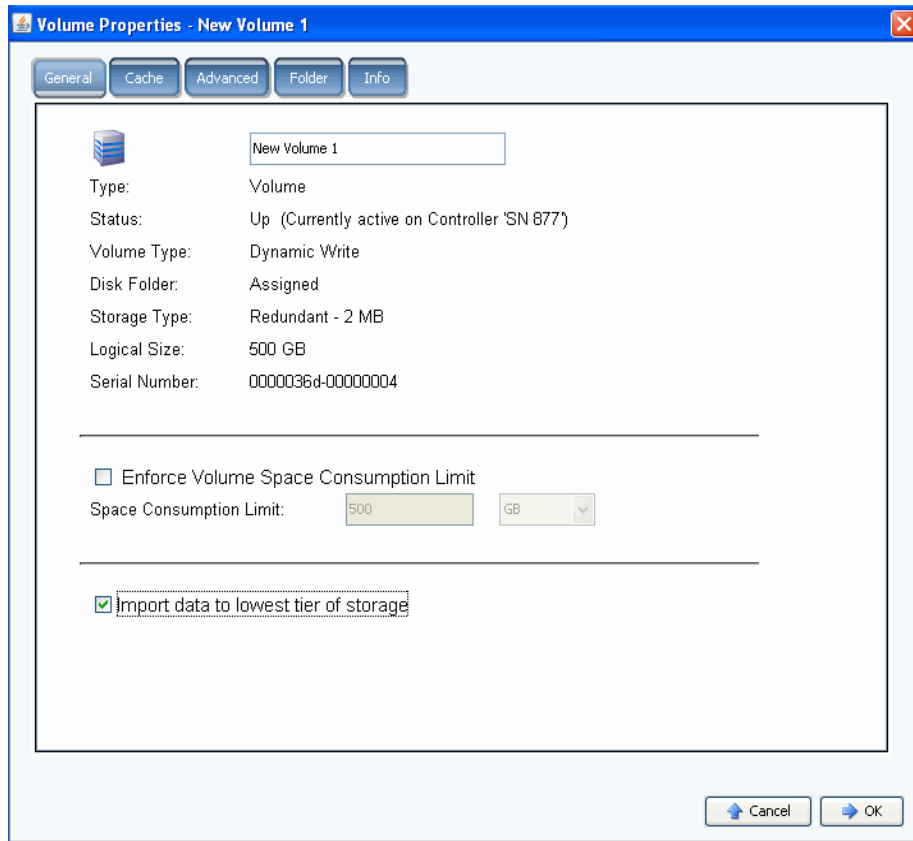 Volume Properties - New Volume 1
General Cache Advanced Folder Info
New Volume 1
Type: Volume
Status: Up (Currently active on Controller 'SN 877')
Volume Type: Dynamic Write
Disk Folder: Assigned
Storage Type: Redundant - 2 MB
Logical Size: 500 GB
Serial Number: 0000036d-00000004
Enforce Volume Space Consumption Limit
Space Consumption Limit: 500 GB
Import data to lowest tier of storage
Cancel OK